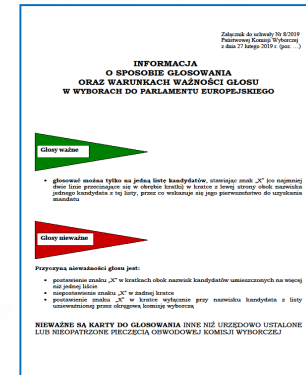 Załącznik do uchwały Nr 8/2019
Państwowej Komisji Wyborczej
z dnia 27 lutego 2019 r. (poz. ...)
INFORMACJA
O SPOSOBIE GŁOSOWANIA
ORAZ WARUNKACH WAŻNOŚCI GŁOSU
W WYBORACH DO PARLAMENTU EUROPEJSKIEGO
Głosy ważne
• głosować można tylko na jedną listę kandydatów, stawiając znak „X” (co najmniej
dwie linie przecinające się w obrębie kratki) w kratce z lewej strony obok nazwiska
jednego kandydata z tej listy, przez co wskazuje się jego pierwszeństwo do uzyskania
mandatu
Głosy nieważne
Przyczyną nieważności głosu jest:
• postawienie znaku „X” w kratkach obok nazwisk kandydatów umieszczonych na więcej
niż jednej liście
• niepostawienie znaku „X” w żadnej kratce
• postawienie znaku „X” w kratce wyłącznie przy nazwisku kandydata z listy
unieważnionej przez okręgową komisję wyborczą
NIEWAŻNE SĄ KARTY DO GŁOSOWANIA INNE NIŻ URZĘDOWO USTALONE
LUB NIEOPATRZONE PIECZĘCIĄ OBWODOWEJ KOMISJI WYBORCZEJ